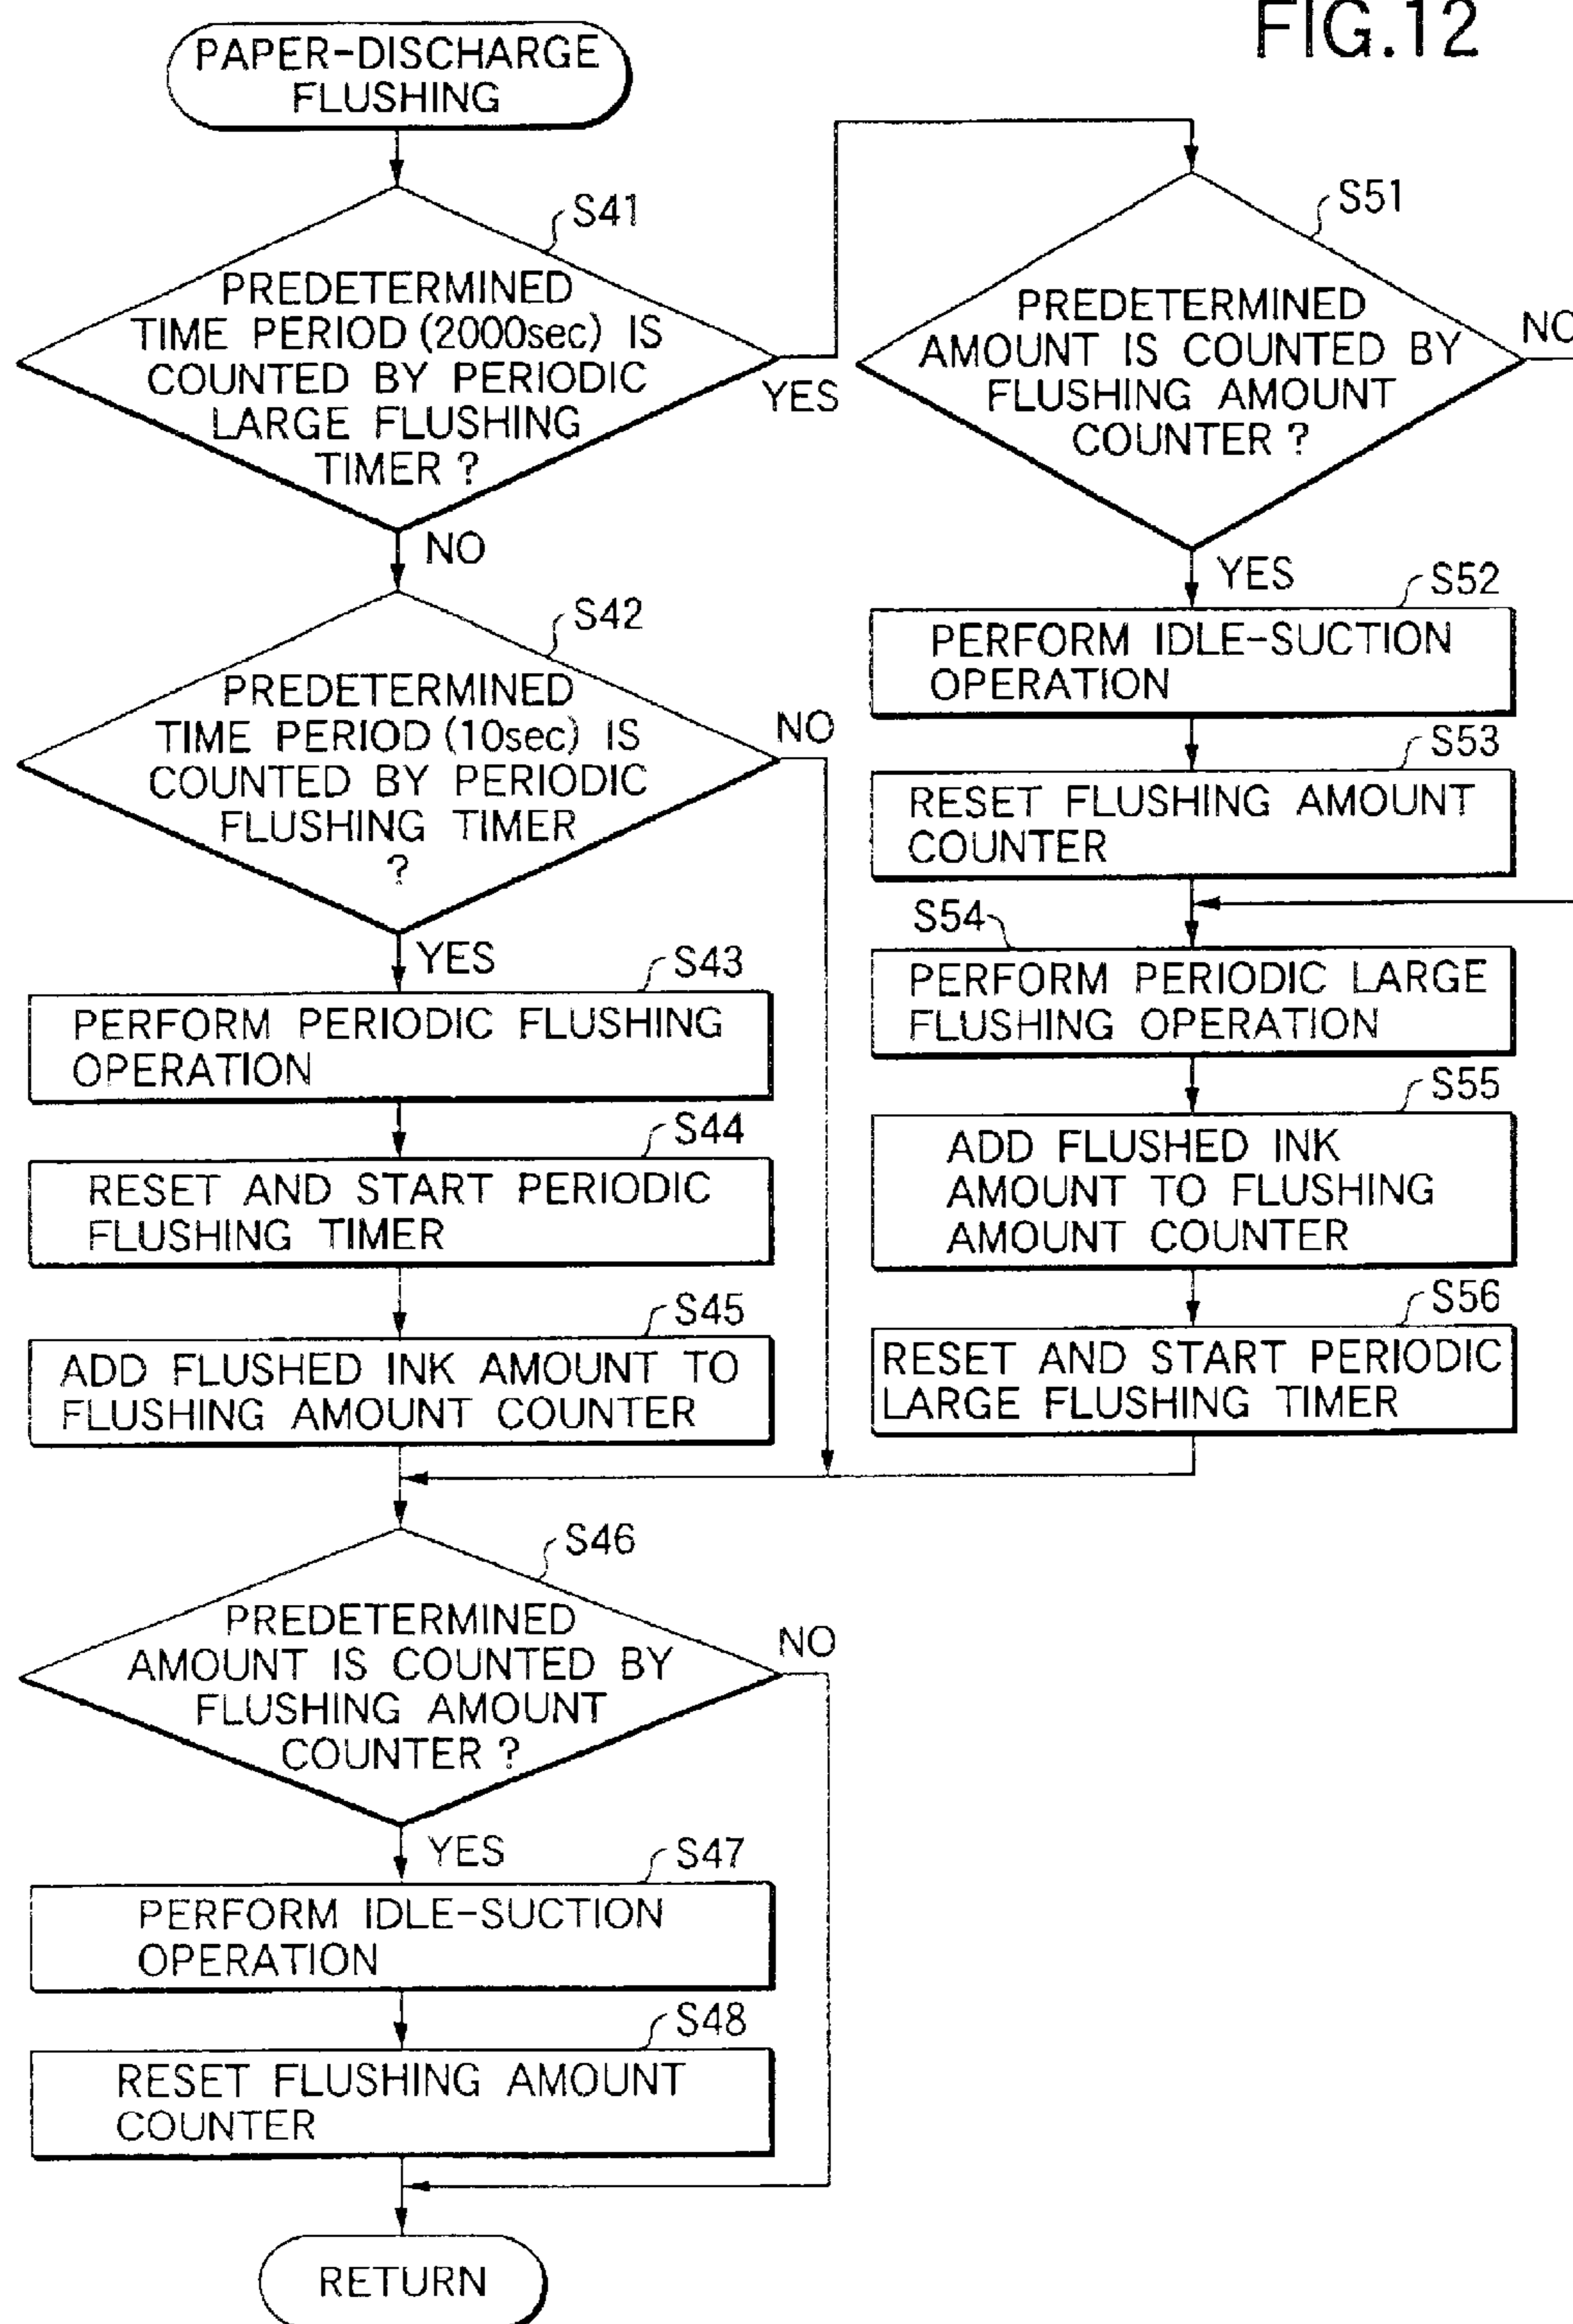 FIG.12
PAPER-DISCHARGE
FLUSHING
S41
PREDETERMINED
TIME PERIOD (2000sec) IS
COUNTED BY PERIODIC
LARGE FLUSHING
TIMER ?
YES
NO
S42
PREDETERMINED
TIME PERIOD (10sec) IS
COUNTED BY PERIODIC
FLUSHING TIMER
?
NO
YES
S43
PERFORM PERIODIC FLUSHING
OPERATION
S44
RESET AND START PERIODIC
FLUSHING TIMER
S45
ADD FLUSHED INK AMOUNT TO
FLUSHING AMOUNT COUNTER
S46
PREDETERMINED
AMOUNT IS COUNTED BY
FLUSHING AMOUNT
COUNTER ?
NO
YES
S47
PERFORM IDLE-SUCTION
OPERATION
S48
RESET FLUSHING AMOUNT
COUNTER
RETURN
S51
PREDETERMINED
AMOUNT IS COUNTED BY
FLUSHING AMOUNT
COUNTER ?
NO
YES
S52
PERFORM IDLE-SUCTION
OPERATION
S53
RESET FLUSHING AMOUNT
COUNTER
S54
PERFORM PERIODIC LARGE
FLUSHING OPERATION
S55
ADD FLUSHED INK
AMOUNT TO FLUSHING
AMOUNT COUNTER
S56
RESET AND START PERIODIC
LARGE FLUSHING TIMER